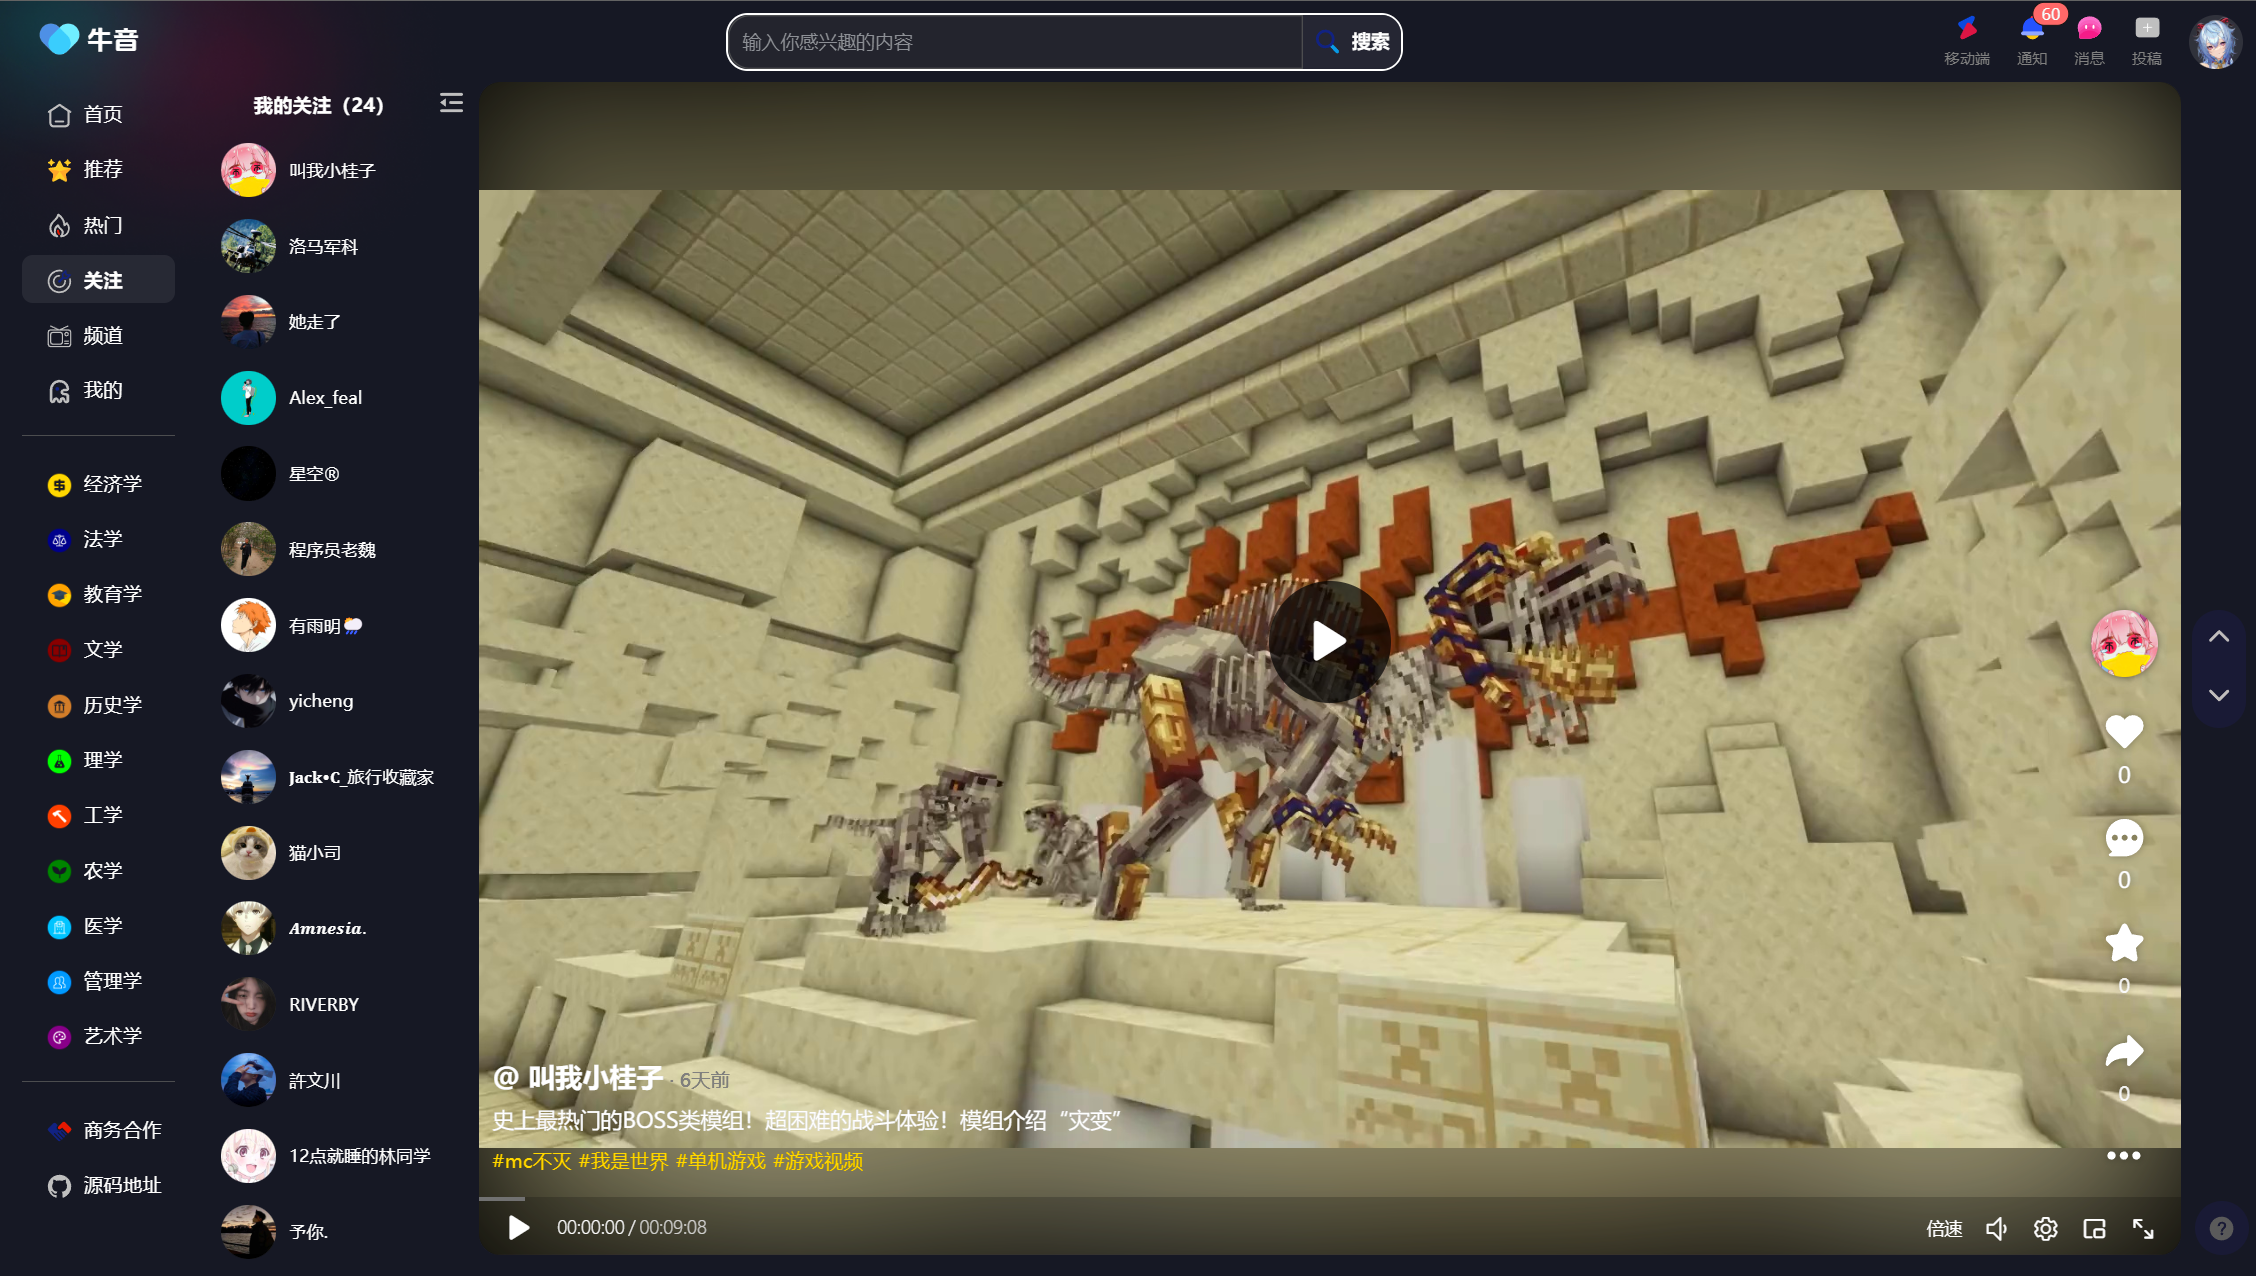 牛音
输入你感兴趣的内容
搜索
移动端
60
通知
消息
投稿
首页
推荐
热门
关注
频道
我的
经济学
法学
教育学
文学
历史学
理学
工学
农学
医学
管理学
艺术学
商务合作
源码地址
我的关注（24）
叫我小桂子
洛马军科
她走了
Alex_feal
星空®
程序员老魏
有雨明🌦
yicheng
Jack•C_旅行收藏家
猫小司
Amnesia.
RIVERBY
許文川
12点就睡的林同学
予你.
0
0
0
0
@ 叫我小桂子 · 6天前
史上最热门的BOSS类模组！超困难的战斗体验！模组介绍“灾变”
#mc不灭 #我是世界 #单机游戏 #游戏视频
00:00:00 / 00:09:08
倍速